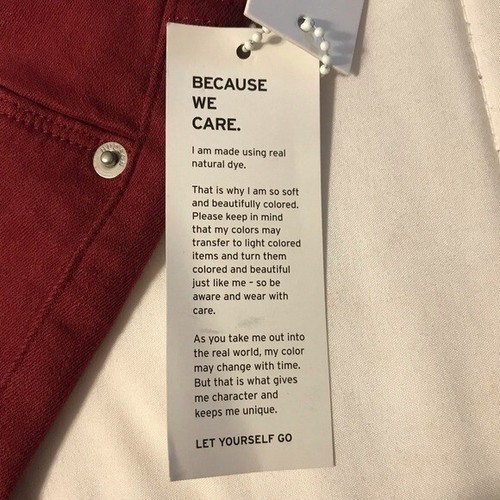 BECAUSE
WE
CARE.
I am made using real
natural dye.
That is why I am so soft
and beautifully colored.
Please keep in mind
that my colors may
transfer to light colored
items and turn them
colored and beautiful
just like me - so be
aware and wear with
care.
As you take me out into
the real world, my color
may change with time.
But that is what gives
me character and
keeps me unique.
LET YOURSELF GO